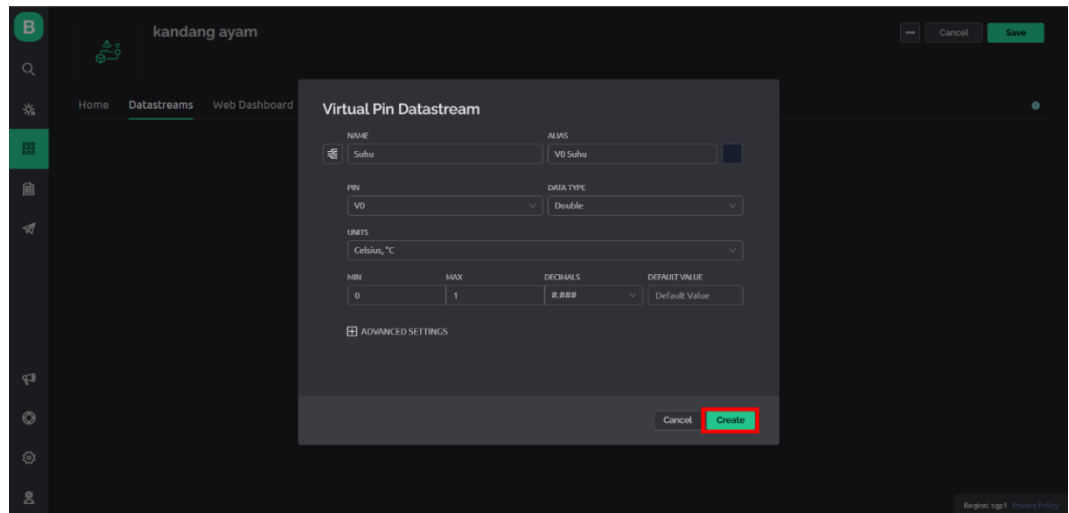 B
kandang ayam
Cancel
Save
Home Datastreams Web Dashboard
Virtual Pin Datastream
NAME ALIAS
Suhu V0 Suhu
PIN DATA TYPE
V0 Double
UNITS
Celsius, °C
MIN MAX DECIMALS DEFAULT VALUE
0 1 #.### Default Value
ADVANCED SETTINGS
Cancel Create
Region: sgp1 Privacy Policy